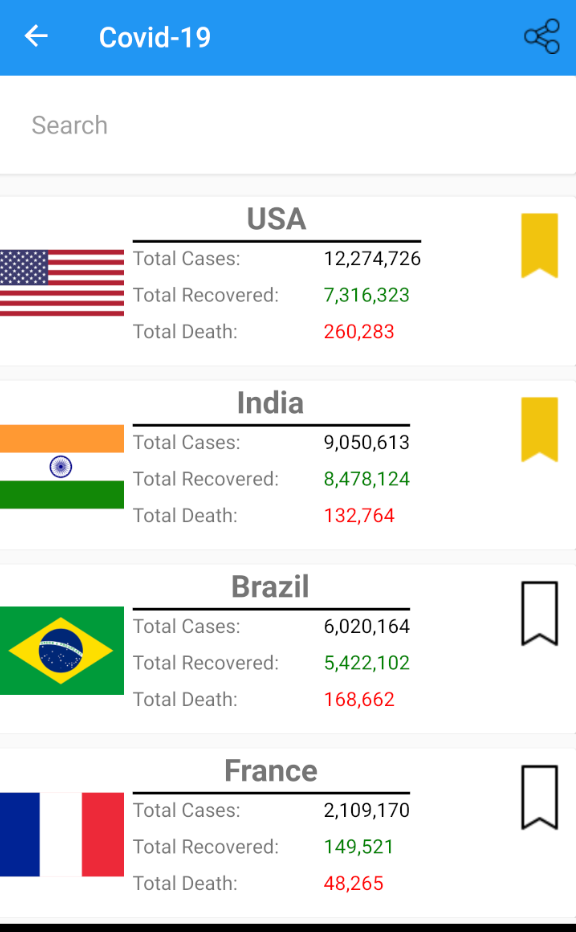 Covid-19
Search
USA
Total Cases: 12,274,726
Total Recovered: 7,316,323
Total Death: 260,283
India
Total Cases: 9,050,613
Total Recovered: 8,478,124
Total Death: 132,764
Brazil
Total Cases: 6,020,164
Total Recovered: 5,422,102
Total Death: 168,662
France
Total Cases: 2,109,170
Total Recovered: 149,521
Total Death: 48,265